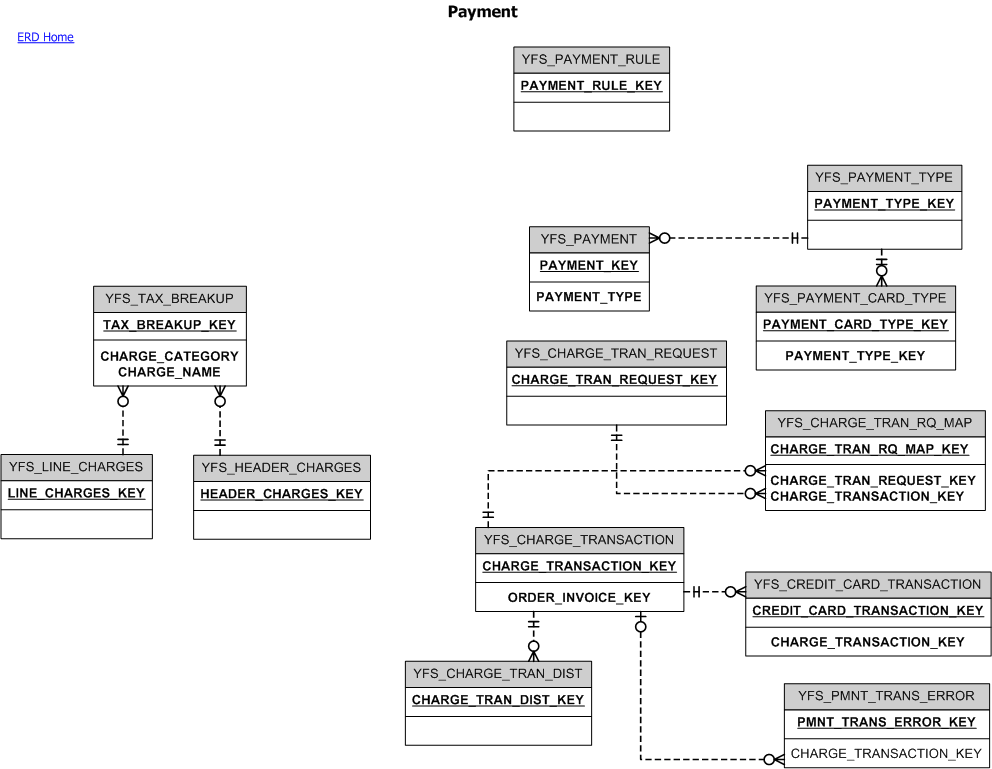 Payment
ERD Home
YFS_PAYMENT_RULE
PAYMENT_RULE_KEY
YFS_PAYMENT_TYPE
PAYMENT_TYPE_KEY
YFS_PAYMENT
PAYMENT_KEY
PAYMENT_TYPE
YFS_PAYMENT_CARD_TYPE
PAYMENT_CARD_TYPE_KEY
PAYMENT_TYPE_KEY
YFS_TAX_BREAKUP
TAX_BREAKUP_KEY
CHARGE_CATEGORY
CHARGE_NAME
YFS_CHARGE_TRAN_REQUEST
CHARGE_TRAN_REQUEST_KEY
YFS_CHARGE_TRAN_RQ_MAP
CHARGE_TRAN_RQ_MAP_KEY
CHARGE_TRAN_REQUEST_KEY
CHARGE_TRANSACTION_KEY
YFS_LINE_CHARGES
LINE_CHARGES_KEY
YFS_HEADER_CHARGES
HEADER_CHARGES_KEY
YFS_CHARGE_TRANSACTION
CHARGE_TRANSACTION_KEY
ORDER_INVOICE_KEY
YFS_CREDIT_CARD_TRANSACTION
CREDIT_CARD_TRANSACTION_KEY
CHARGE_TRANSACTION_KEY
YFS_CHARGE_TRAN_DIST
CHARGE_TRAN_DIST_KEY
YFS_PMNT_TRANS_ERROR
PMNT_TRANS_ERROR_KEY
CHARGE_TRANSACTION_KEY